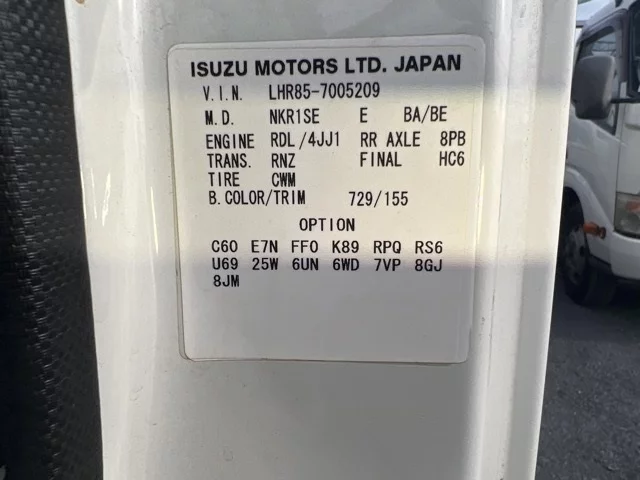 ISUZU MOTORS LTD. JAPAN
V.I.N. LHR85-7005209
M.D. NKR1SE E BA/BE
ENGINE RDL/4JJ1 RR AXLE 8PB
TRANS. RNZ FINAL HC6
TIRE CWM
B.COLOR/TRIM 729/155
OPTION
C60 E7N FF0 K89 RPQ RS6
U69 25W 6UN 6WD 7VP 8GJ
8JM